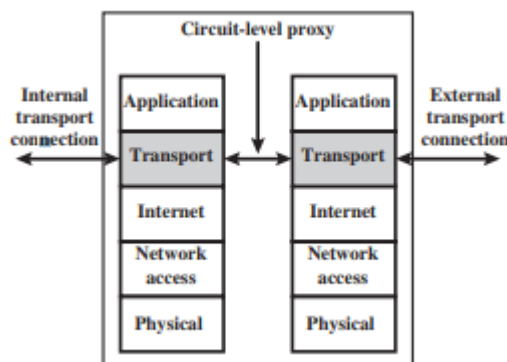 Circuit-level proxy
Internal
transport
connection
Application
Transport
Internet
Network
access
Physical
Application
Transport
Internet
Network
access
Physical
External
transport
connection